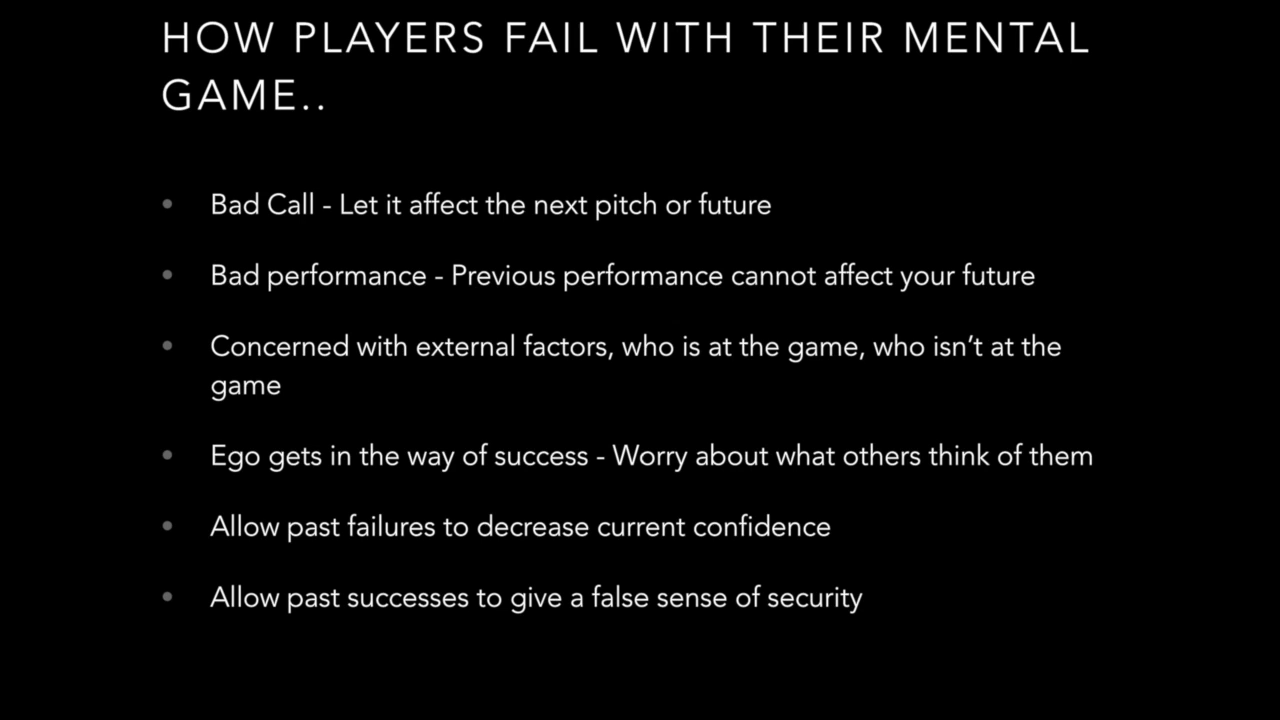 HOW PLAYERS FAIL WITH THEIR MENTAL
GAME..
• Bad Call - Let it affect the next pitch or future
• Bad performance - Previous performance cannot affect your future
• Concerned with external factors, who is at the game, who isn’t at the
game
• Ego gets in the way of success - Worry about what others think of them
• Allow past failures to decrease current confidence
• Allow past successes to give a false sense of security